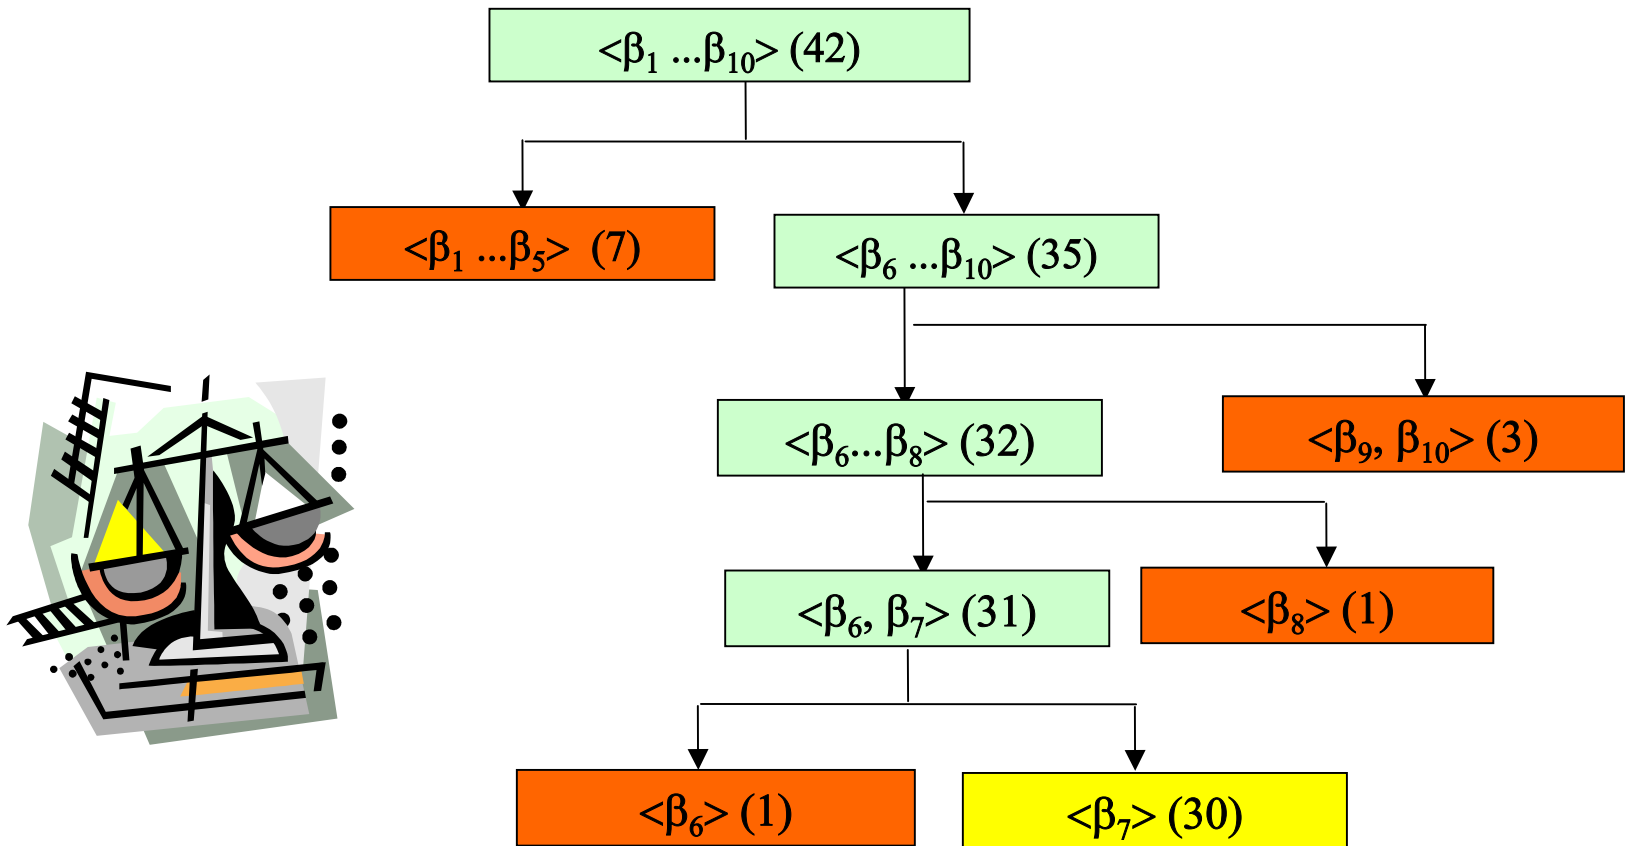 <β₁ ...β₁₀> (42)
<β₁ ...β₅> (7)
<β₆ ...β₁₀> (35)
<β₆...β₈> (32)
<β₉, β₁₀> (3)
<β₆, β₇> (31)
<β₈> (1)
<β₆> (1)
<β₇> (30)